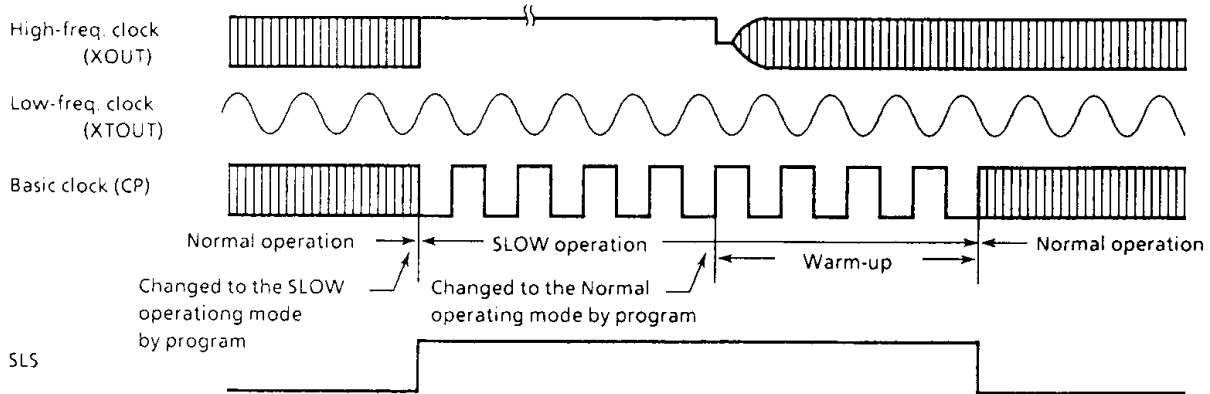 High-freq. clock
(XOUT)
Low-freq. clock
(XTOUT)
Basic clock (CP)
Normal operation
SLOW operation
Normal operation
Warm-up
Changed to the SLOW
operationg mode
by program
Changed to the Normal
operating mode by program
SLS